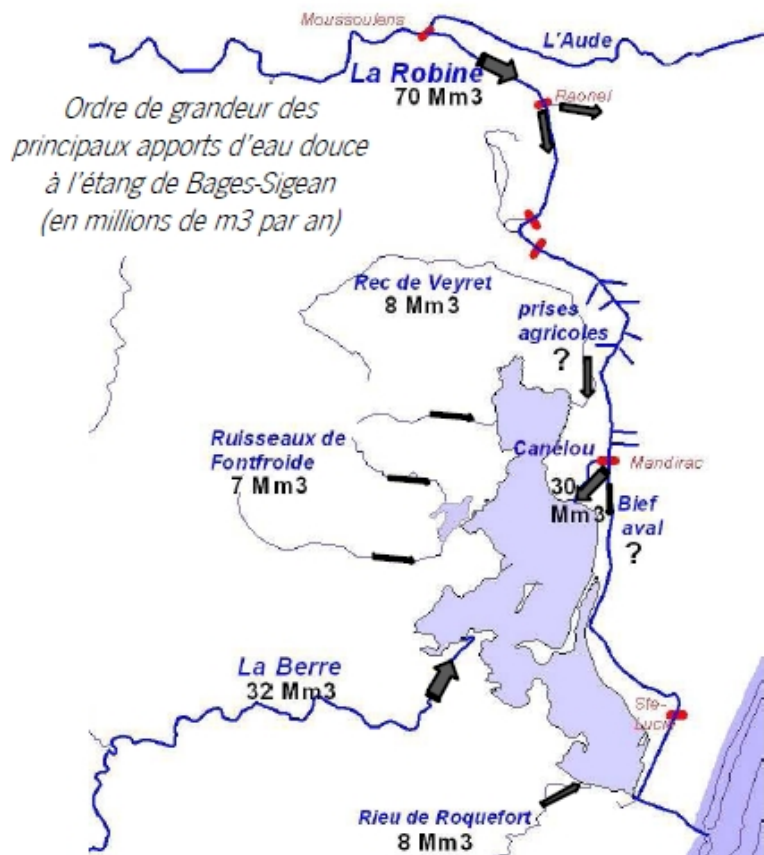 Moussoulens
L'Aude
La Robine
70 Mm3
Raonel
Ordre de grandeur des
principaux apports d'eau douce
à l'étang de Bages-Sigean
(en millions de m3 par an)
Rec de Veyret
8 Mm3
prises
agricoles
?
Ruisseaux de
Fontfroide
7 Mm3
Canélou
Mandirac
30
Mm3
Bief
aval
?
La Berre
32 Mm3
Ste-
Lucie
Rieu de Roquefort
8 Mm3